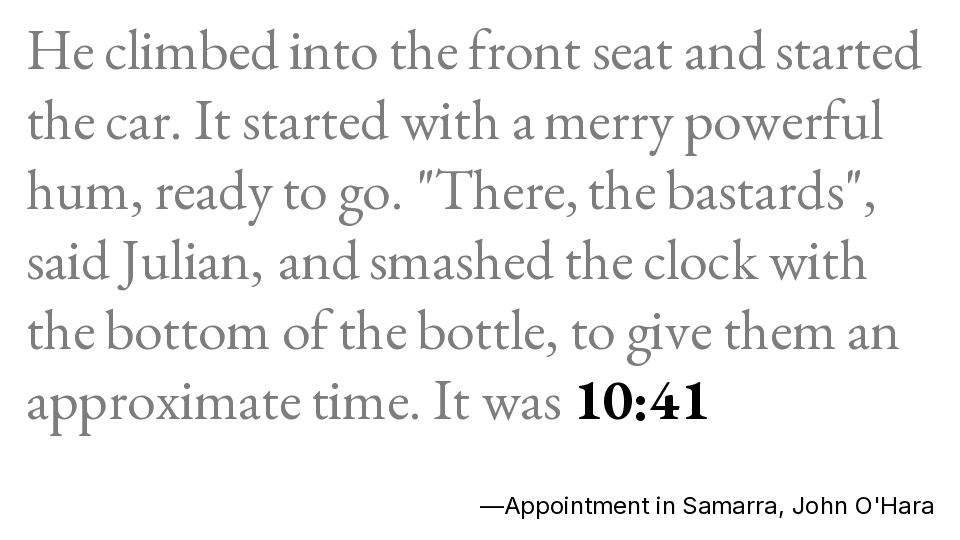 He climbed into the front seat and started
the car. It started with a merry powerful
hum, ready to go. "There, the bastards",
said Julian, and smashed the clock with
the bottom of the bottle, to give them an
approximate time. It was 10:41
—Appointment in Samarra, John O'Hara